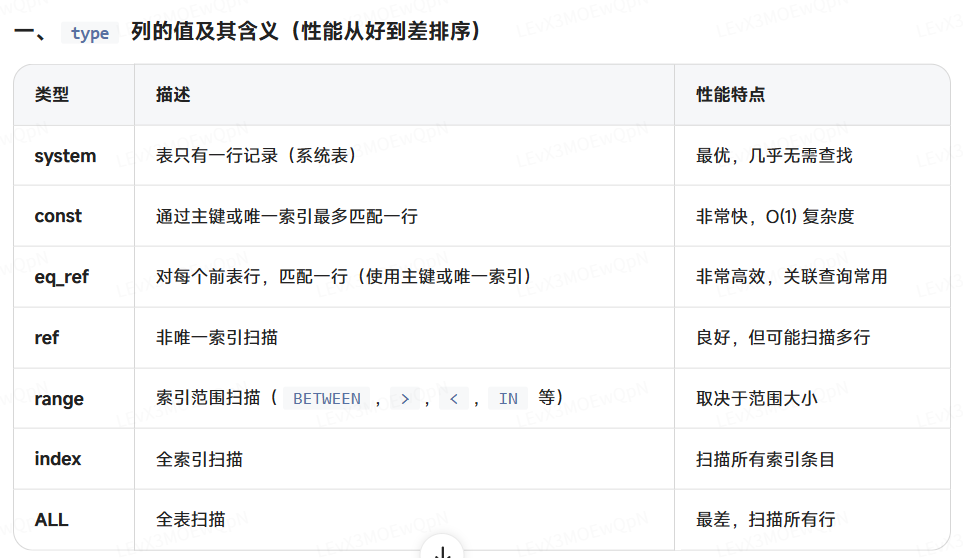 一、 type 列的值及其含义（性能从好到差排序）
类型 描述 性能特点
system 表只有一行记录（系统表） 最优，几乎无需查找
const 通过主键或唯一索引最多匹配一行 非常快，O(1) 复杂度
eq_ref 对每个前表行，匹配一行（使用主键或唯一索引） 非常高效，关联查询常用
ref 非唯一索引扫描 良好，但可能扫描多行
range 索引范围扫描（ BETWEEN ， > ， < ， IN 等） 取决于范围大小
index 全索引扫描 扫描所有索引条目
ALL 全表扫描 最差，扫描所有行